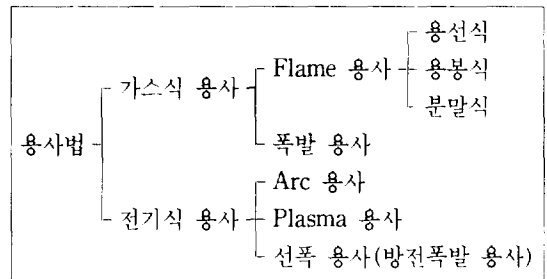 용선식
Flame 용사
용봉식
가스식 용사
분말식
용사법
폭발 용사
Arc 용사
전기식 용사
Plasma 용사
선폭 용사(방전폭발 용사)